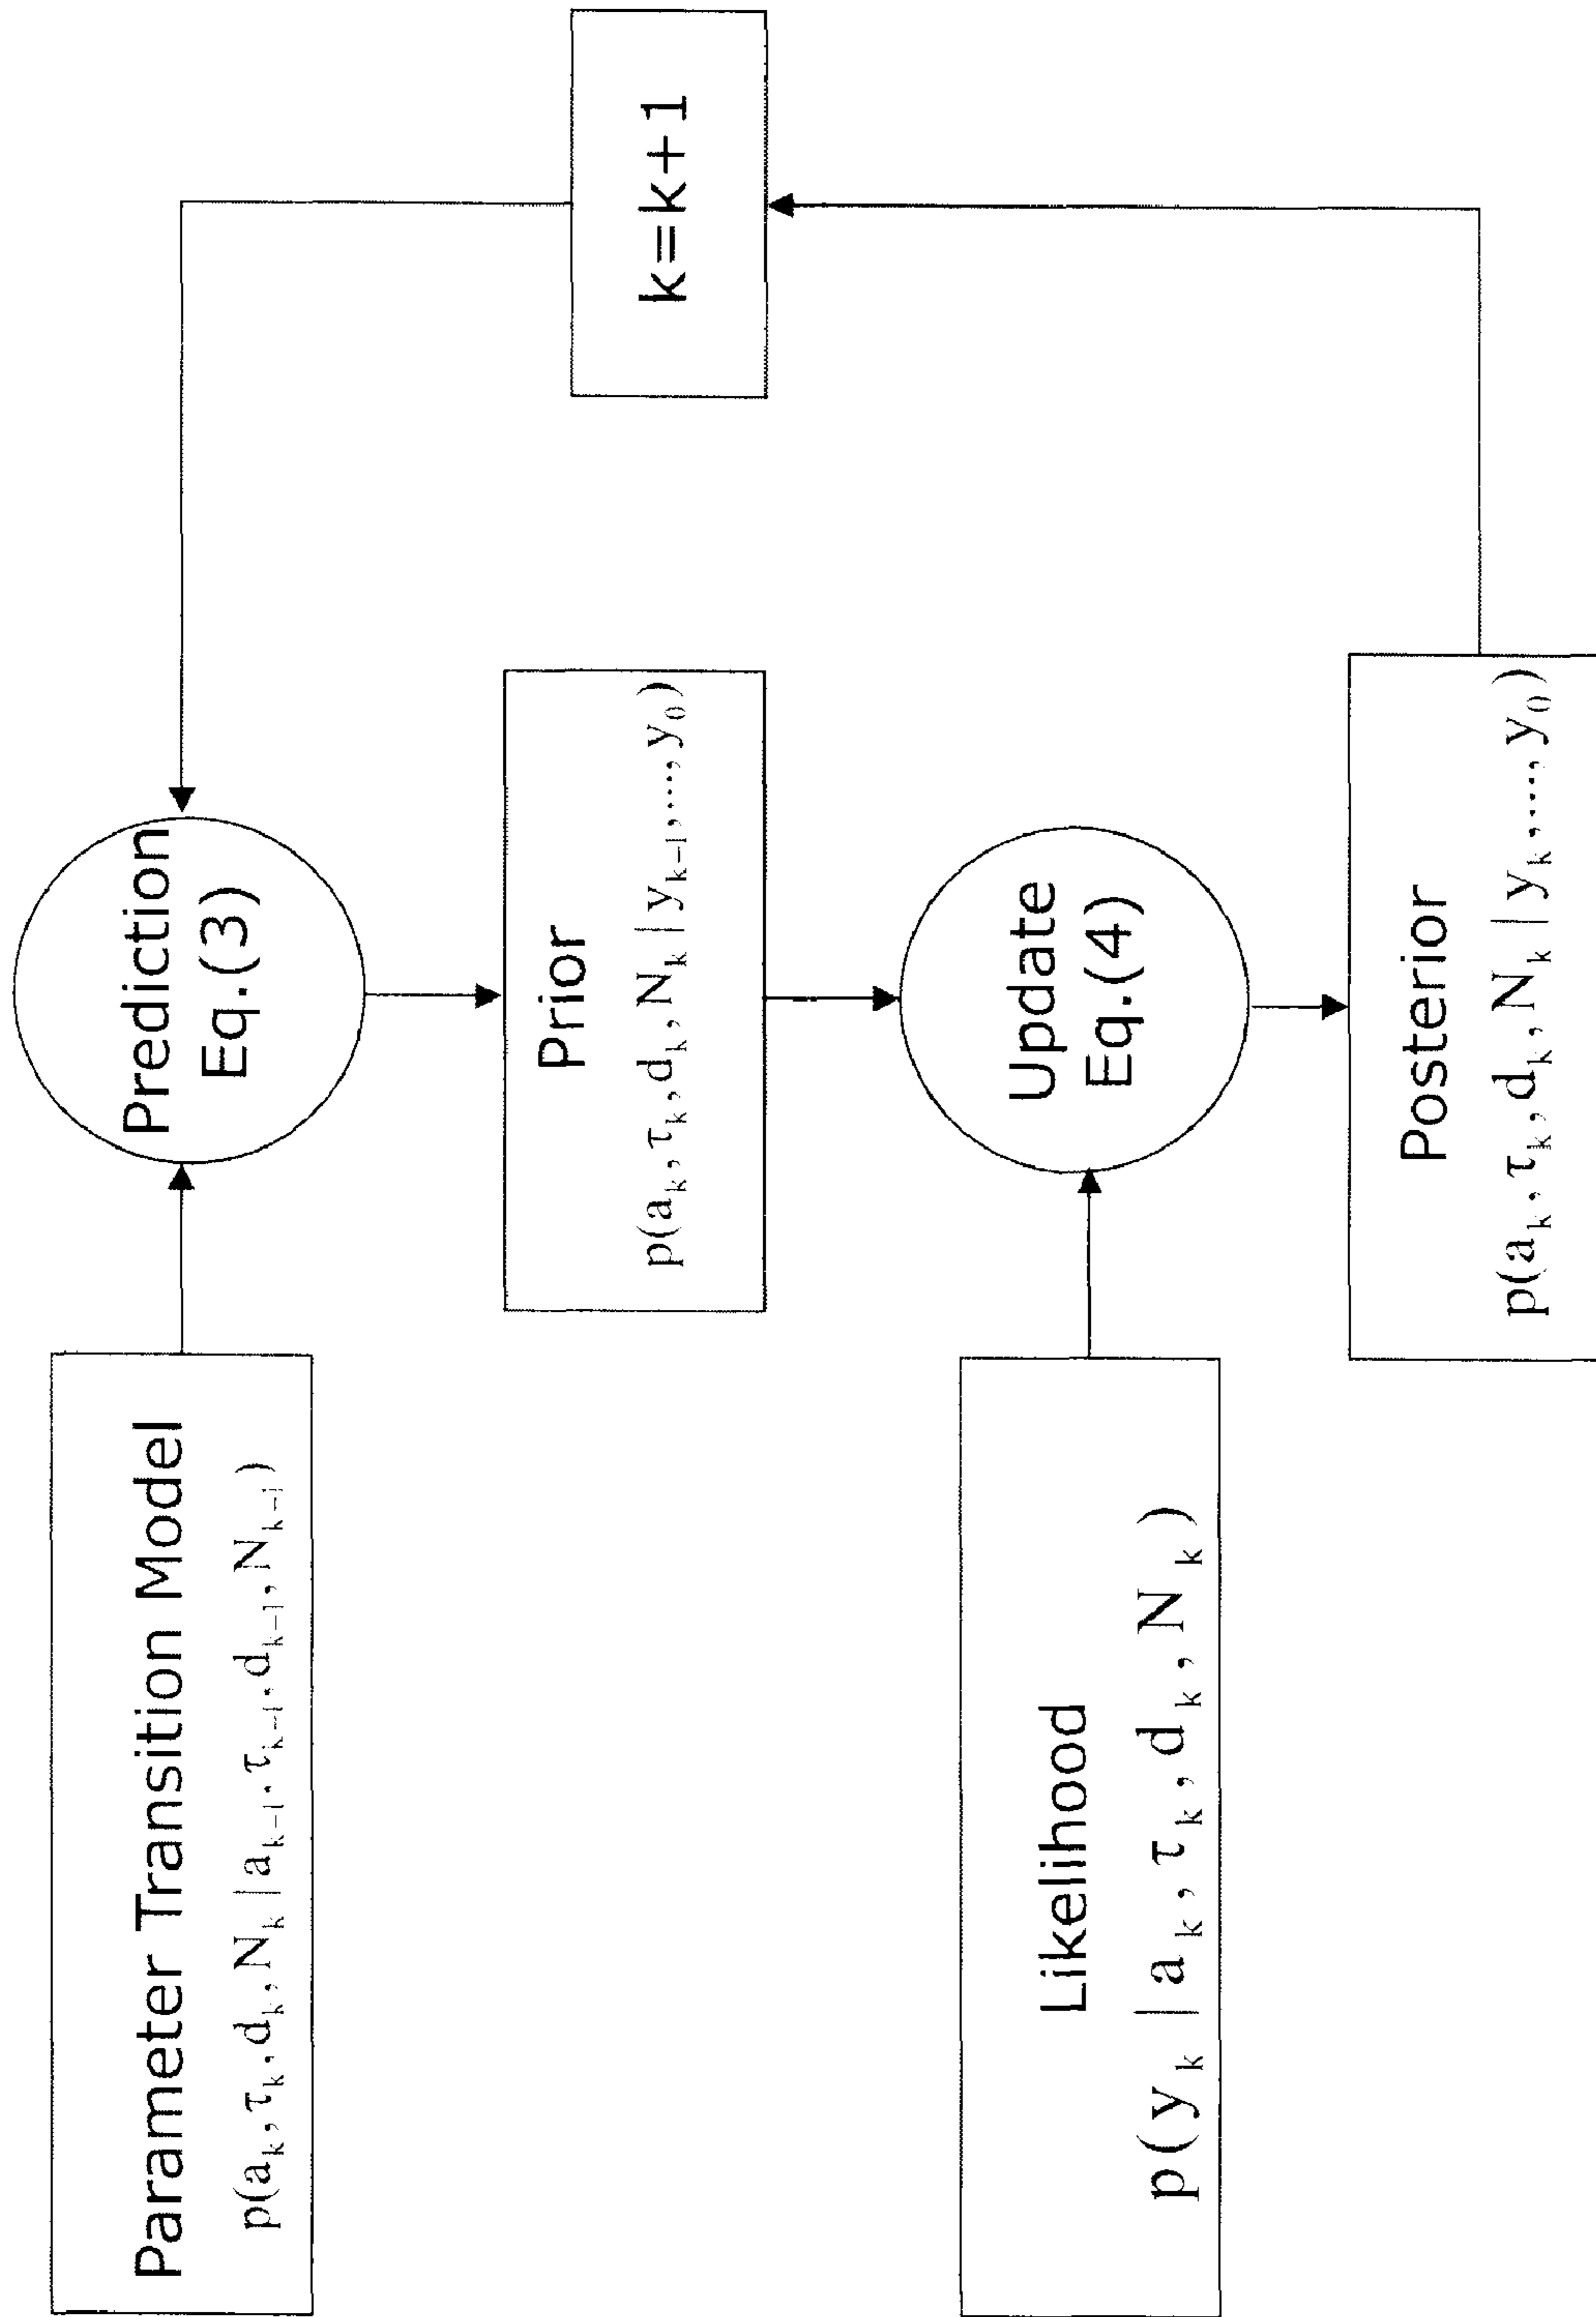 Parameter Transition Model
p(a_k, τ_k, d_k, N_k | a_{k-1}, τ_{k-1}, d_{k-1}, N_{k-1})
Prediction
Eq.(3)
k=k+1
Prior
p(a_k, τ_k, d_k, N_k | y_{k-1}, ..., y_0)
Likelihood
p(y_k | a_k, τ_k, d_k, N_k)
Update
Eq.(4)
Posterior
p(a_k, τ_k, d_k, N_k | y_k, ..., y_0)